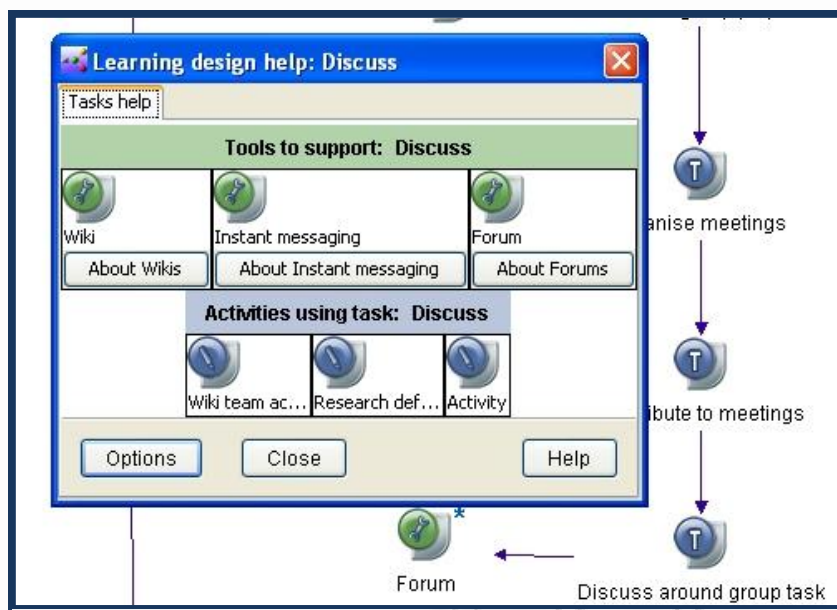 Learning design help: Discuss
Tasks help
Tools to support: Discuss
Wiki
Instant messaging
Forum
About Wikis
About Instant messaging
About Forums
Activities using task: Discuss
Wiki team ac...
Research def...
Activity
Options
Close
Help
T
anise meetings
T
ibute to meetings
T
Forum
*
Discuss around group task